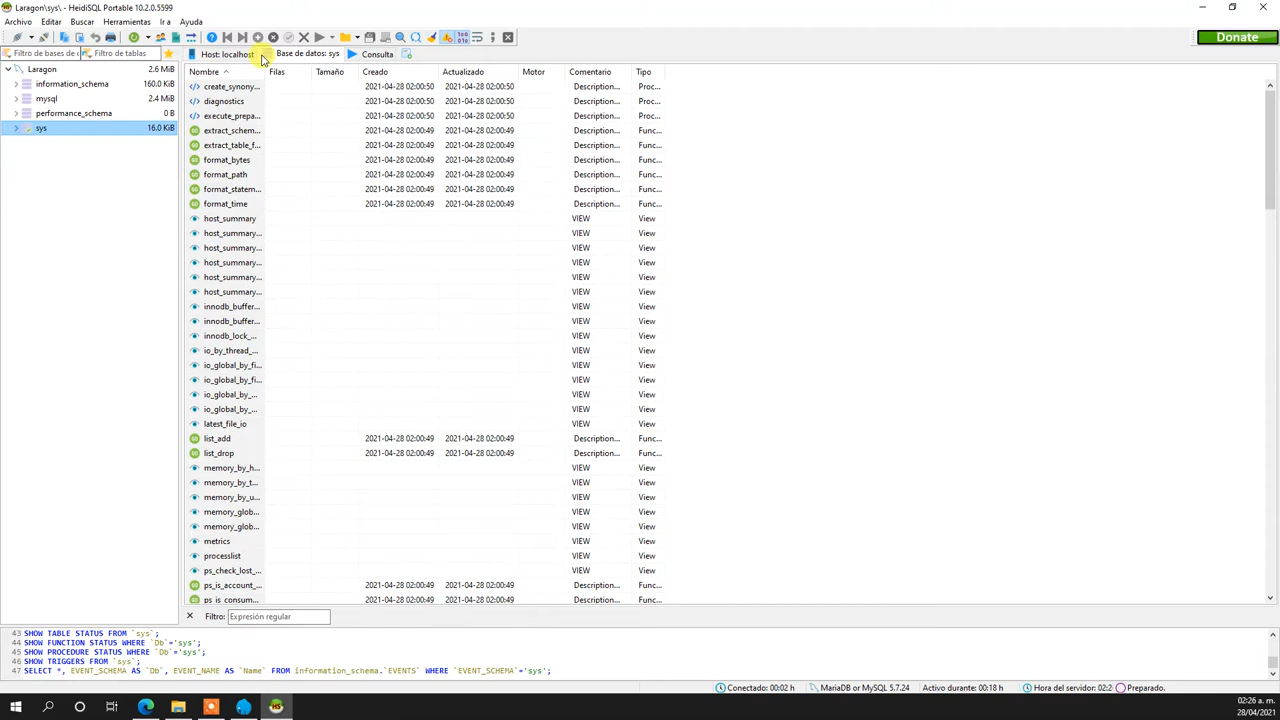 Laragon\sys\ - HeidiSQL Portable 10.2.0.5599
Archivo Editar Buscar Herramientas Ir a Ayuda
Donate
Filtro de bases de Filtro de tablas Host: localhost Base de datos: sys Consulta
Laragon 2.6 MiB
information_schema 160.0 KiB
mysql 2.4 MiB
performance_schema 0 B
sys 16.0 KiB
Nombre Filas Tamaño Creado Actualizado Motor Comentario Tipo
create_synony... 2021-04-28 02:00:50 2021-04-28 02:00:50 Description... Proc...
diagnostics 2021-04-28 02:00:50 2021-04-28 02:00:50 Description... Proc...
execute_prepa... 2021-04-28 02:00:50 2021-04-28 02:00:50 Description... Proc...
extract_schem... 2021-04-28 02:00:49 2021-04-28 02:00:49 Description... Func...
extract_table_f... 2021-04-28 02:00:49 2021-04-28 02:00:49 Description... Func...
format_bytes 2021-04-28 02:00:49 2021-04-28 02:00:49 Description... Func...
format_path 2021-04-28 02:00:49 2021-04-28 02:00:49 Description... Func...
format_statem... 2021-04-28 02:00:49 2021-04-28 02:00:49 Description... Func...
format_time 2021-04-28 02:00:49 2021-04-28 02:00:49 Description... Func...
host_summary VIEW View
host_summary... VIEW View
host_summary... VIEW View
host_summary... VIEW View
host_summary... VIEW View
host_summary... VIEW View
innodb_buffer... VIEW View
innodb_buffer... VIEW View
innodb_lock_... VIEW View
io_by_thread_... VIEW View
io_global_by_fi... VIEW View
io_global_by_fi... VIEW View
io_global_by_... VIEW View
io_global_by_... VIEW View
latest_file_io VIEW View
list_add 2021-04-28 02:00:49 2021-04-28 02:00:49 Description... Func...
list_drop 2021-04-28 02:00:49 2021-04-28 02:00:49 Description... Func...
memory_by_h... VIEW View
memory_by_t... VIEW View
memory_by_u... VIEW View
memory_glob... VIEW View
memory_glob... VIEW View
metrics VIEW View
processlist VIEW View
ps_check_lost_... VIEW View
ps_is_account_... 2021-04-28 02:00:49 2021-04-28 02:00:49 Description... Func...
ps_is_consum... 2021-04-28 02:00:49 2021-04-28 02:00:49 Description... Func...
Filtro: Expresión regular
43 SHOW TABLE STATUS FROM `sys`;
44 SHOW FUNCTION STATUS WHERE `Db`='sys';
45 SHOW PROCEDURE STATUS WHERE `Db`='sys';
46 SHOW TRIGGERS FROM `sys`;
47 SELECT *, EVENT_SCHEMA AS `Db`, EVENT_NAME AS `Name` FROM information_schema.`EVENTS` WHERE `EVENT_SCHEMA`='sys';
Conectado: 00:02 h MariaDB or MySQL 5.7.24 Activo durante: 00:18 h Hora del servidor: 02:2 Preparado.
HS
02:26 a. m.
28/04/2021